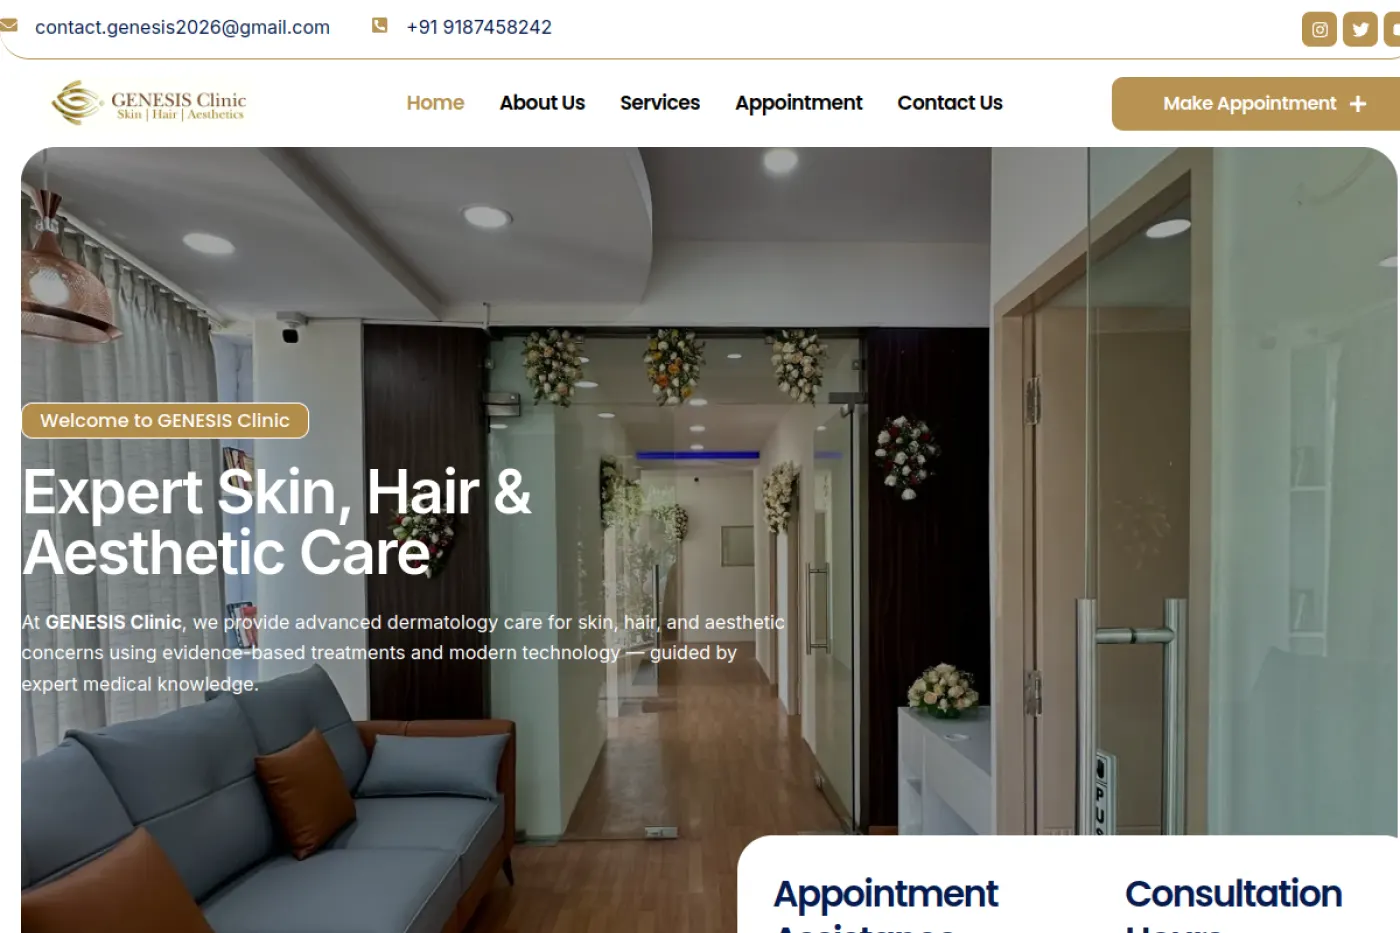 contact.genesis2026@gmail.com
+91 9187458242
GENESIS Clinic
Skin | Hair | Aesthetics
Home
About Us
Services
Appointment
Contact Us
Make Appointment +
Welcome to GENESIS Clinic
Expert Skin, Hair &
Aesthetic Care
At GENESIS Clinic, we provide advanced dermatology care for skin, hair, and aesthetic
concerns using evidence-based treatments and modern technology — guided by
expert medical knowledge.
Appointment
Consultation